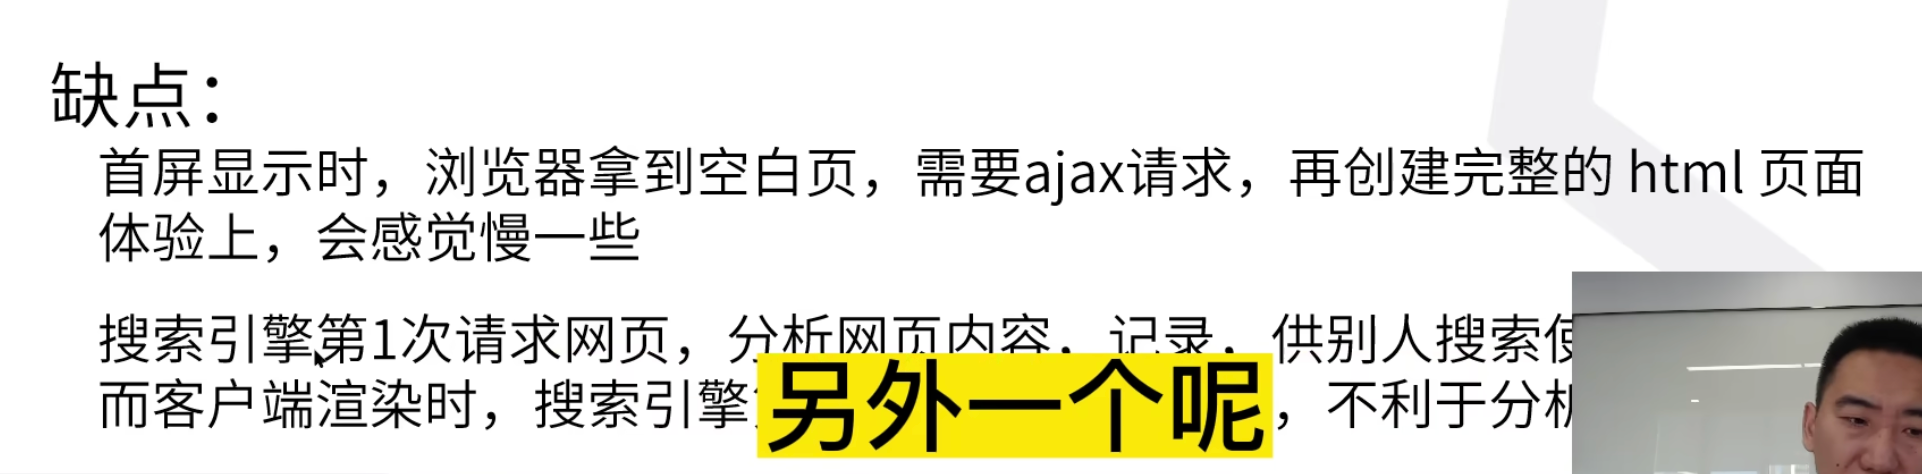 缺点：
首屏显示时，浏览器拿到空白页，需要ajax请求，再创建完整的 html 页面
体验上，会感觉慢一些
搜索引擎第1次请求网页，分析网页内容，记录，供别人搜索使
而客户端渲染时，搜索引擎
，不利于分析
另外一个呢